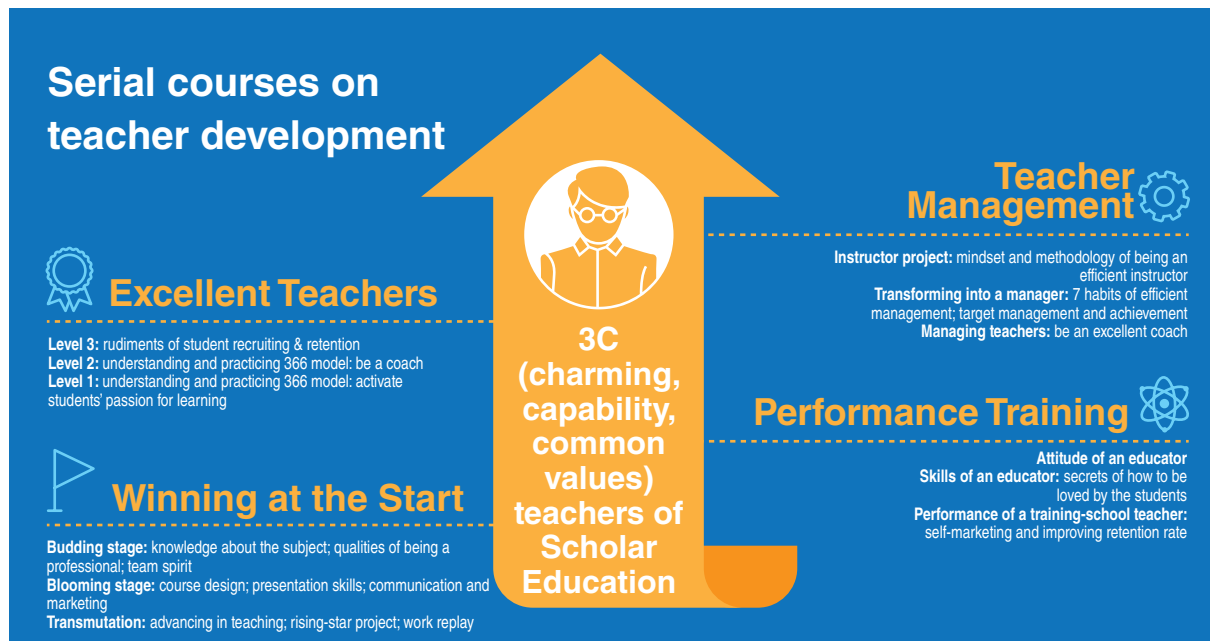 Serial courses on
teacher development
Excellent Teachers
Level 3: rudiments of student recruiting & retention
Level 2: understanding and practicing 366 model: be a coach
Level 1: understanding and practicing 366 model: activate
students' passion for learning
Winning at the Start
Budding stage: knowledge about the subject; qualities of being a
professional; team spirit
Blooming stage: course design; presentation skills; communication and
marketing
Transmutation: advancing in teaching; rising-star project; work replay
3C
(charming,
capability,
common
values)
teachers of
Scholar
Education
Teacher
Management
Instructor project: mindset and methodology of being an
efficient instructor
Transforming into a manager: 7 habits of efficient
management; target management and achievement
Managing teachers: be an excellent coach
Performance Training
Attitude of an educator
Skills of an educator: secrets of how to be
loved by the students
Performance of a training-school teacher:
self-marketing and improving retention rate